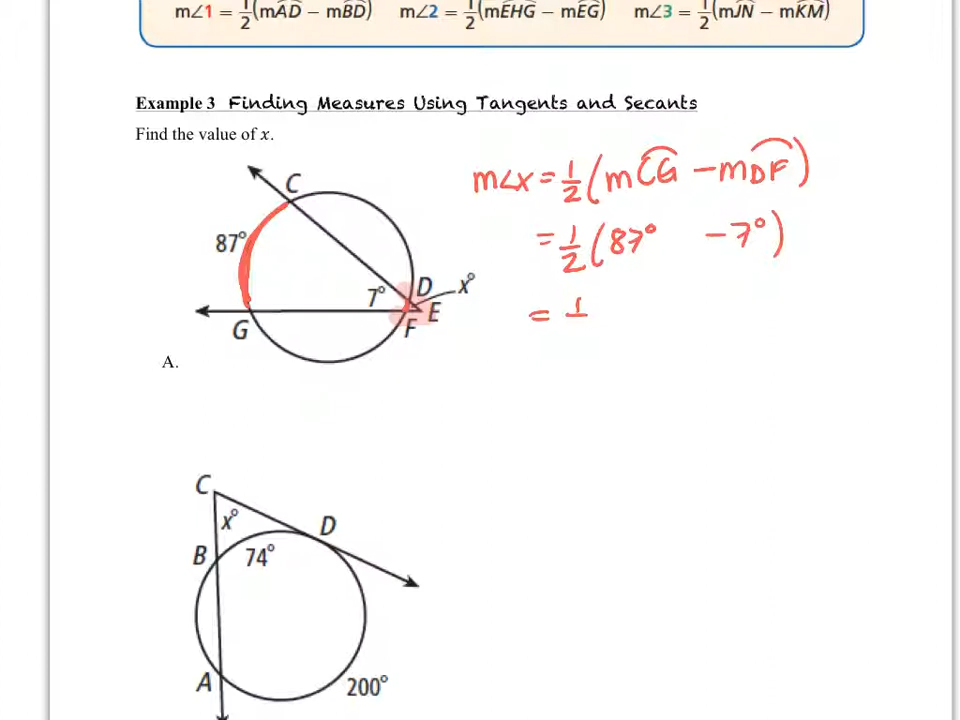 m∠1 = 1/2(mAD − mBD) m∠2 = 1/2(mEHG − mEG) m∠3 = 1/2(mJN − mKM)
Example 3 Finding Measures Using Tangents and Secants
Find the value of x.
m∠x = 1/2(mCG − mDF)
= 1/2(87° − 7°)
= 1
C
87°
7°
D
x°
E
F
G
A.
C
x°
D
B
74°
A
200°